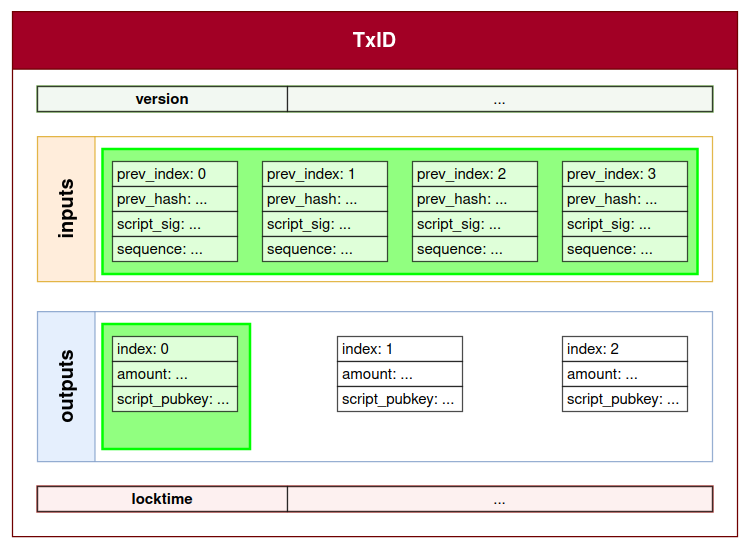 TxID
version ...
inputs
prev_index: 0 prev_index: 1 prev_index: 2 prev_index: 3
prev_hash: ... prev_hash: ... prev_hash: ... prev_hash: ...
script_sig: ... script_sig: ... script_sig: ... script_sig: ...
sequence: ... sequence: ... sequence: ... sequence: ...
outputs
index: 0 index: 1 index: 2
amount: ... amount: ... amount: ...
script_pubkey: ... script_pubkey: ... script_pubkey: ...
locktime ...